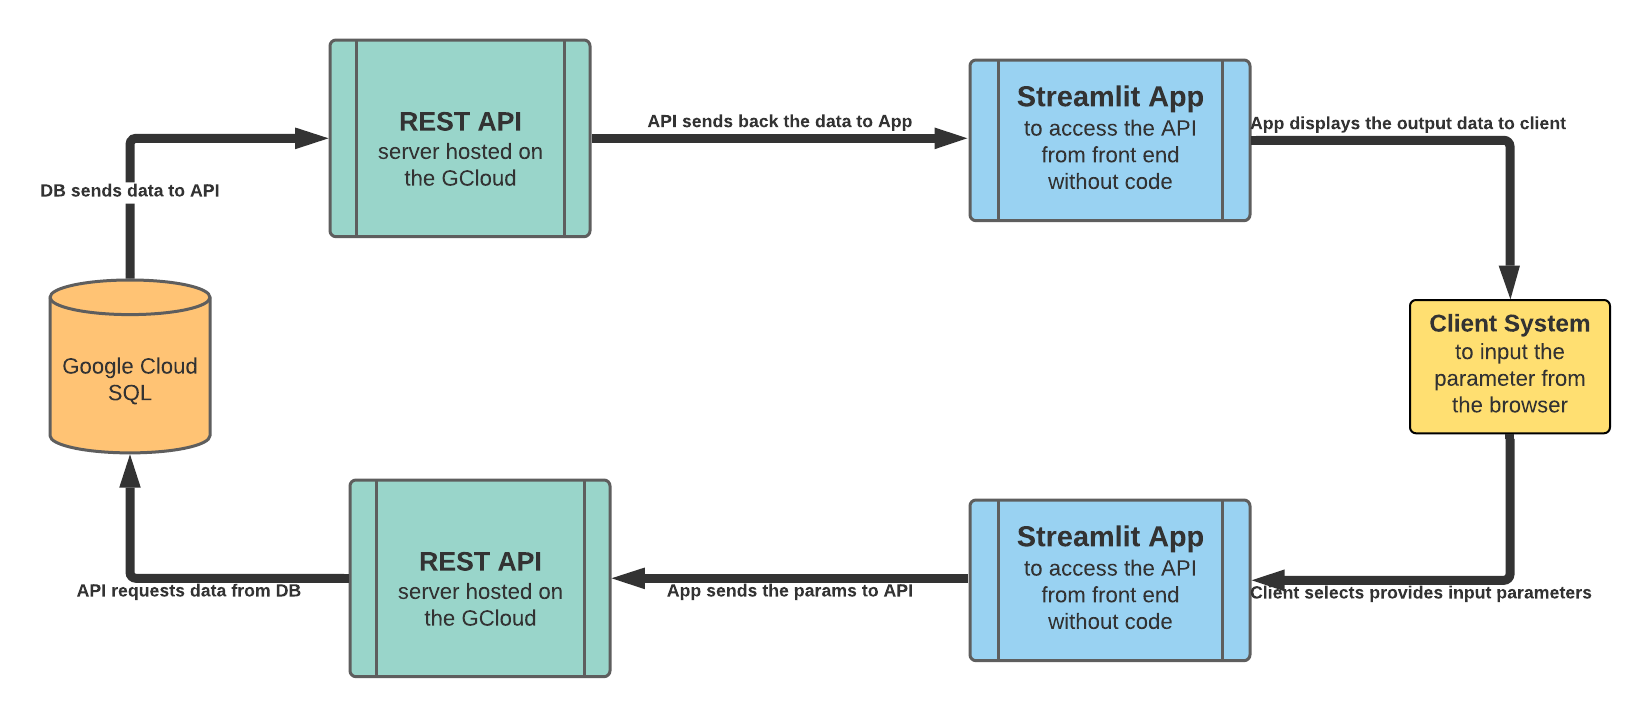 REST API
server hosted on
the GCloud
API sends back the data to App
Streamlit App
to access the API
from front end
without code
App displays the output data to client
DB sends data to API
Google Cloud
SQL
Client System
to input the
parameter from
the browser
REST API
server hosted on
the GCloud
API requests data from DB
App sends the params to API
Streamlit App
to access the API
from front end
without code
Client selects provides input parameters